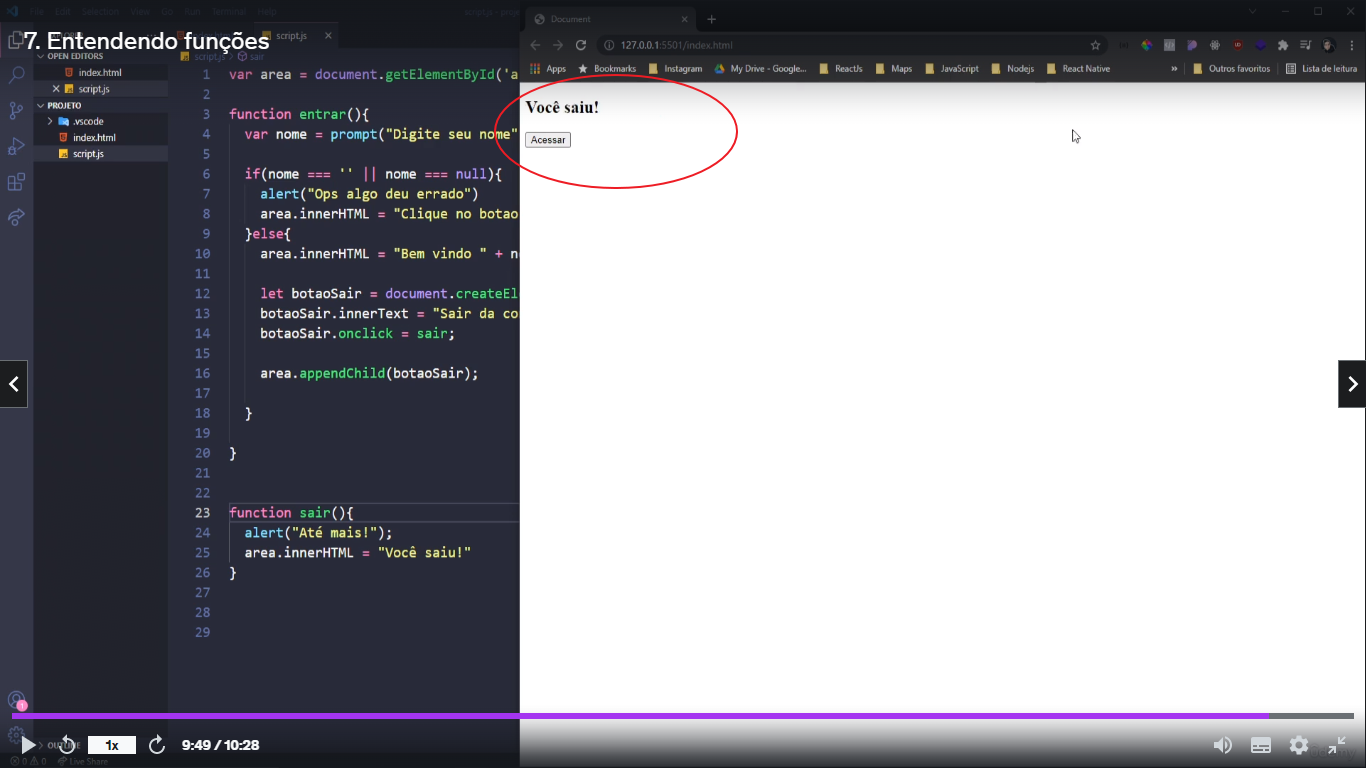 File Edit Selection View Go Run Terminal Help
7. Entendendo funções
script.js
OPEN EDITORS
index.html
script.js
PROJETO
.vscode
index.html
script.js
script.js > sair
1 var area = document.getElementById('a
2
3 function entrar(){
4 var nome = prompt("Digite seu nome"
5
6 if(nome === '' || nome === null){
7 alert("Ops algo deu errado")
8 area.innerHTML = "Clique no botao
9 }else{
10 area.innerHTML = "Bem vindo " + n
11
12 let botaoSair = document.createEl
13 botaoSair.innerText = "Sair da co
14 botaoSair.onclick = sair;
15
16 area.appendChild(botaoSair);
17
18 }
19
20 }
21
22
23 function sair(){
24 alert("Até mais!");
25 area.innerHTML = "Você saiu!"
26 }
27
28
29
OUTLINE
0 0 Live Share
1
Document
127.0.0.1:5501/index.html
Apps Bookmarks Instagram My Drive - Google... ReactJs Maps JavaScript Nodejs React Native » Outros favoritos Lista de leitura
Você saiu!
Acessar
1x 9:49 / 10:28